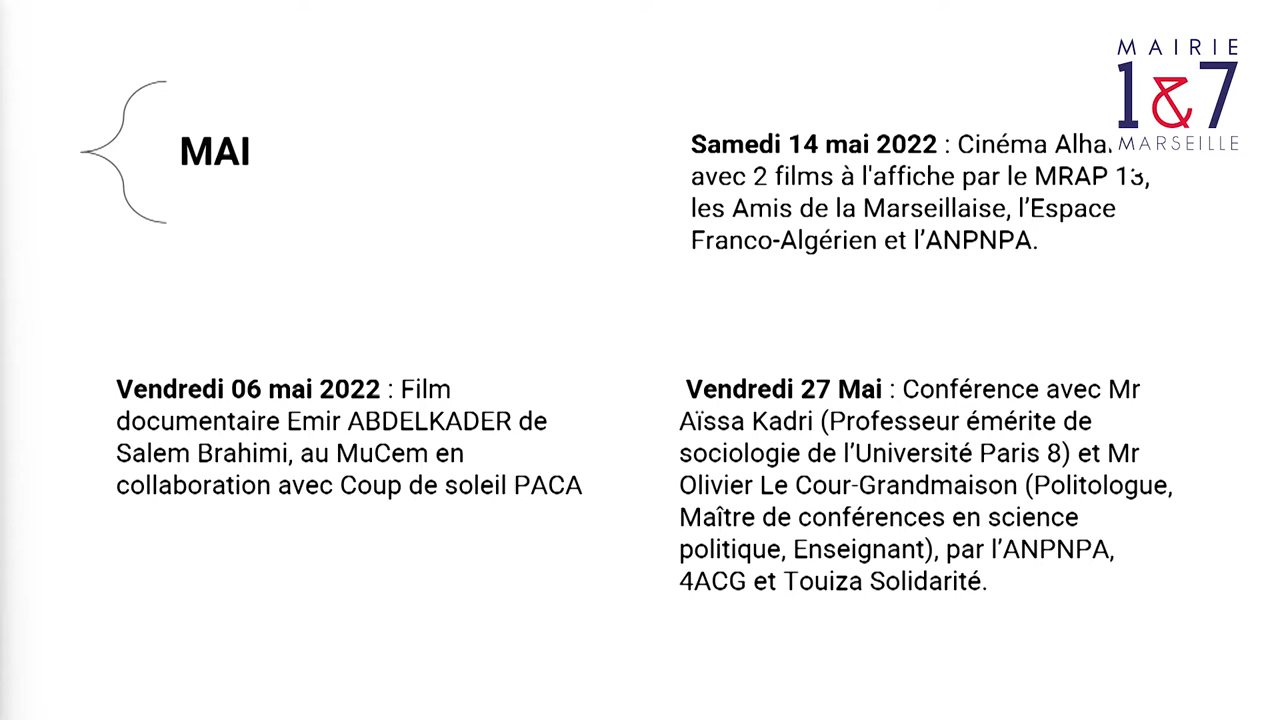 MAIRIE
1&7
MARSEILLE
MAI
Samedi 14 mai 2022 : Cinéma
avec 2 films à l'affiche par le MRAP 13,
les Amis de la Marseillaise, l’Espace
Franco-Algérien et l’ANPNPA.
Vendredi 06 mai 2022 : Film
documentaire Emir ABDELKADER de
Salem Brahimi, au MuCem en
collaboration avec Coup de soleil PACA
Vendredi 27 Mai : Conférence avec Mr
Aïssa Kadri (Professeur émérite de
sociologie de l’Université Paris 8) et Mr
Olivier Le Cour-Grandmaison (Politologue,
Maître de conférences en science
politique, Enseignant), par l’ANPNPA,
4ACG et Touiza Solidarité.